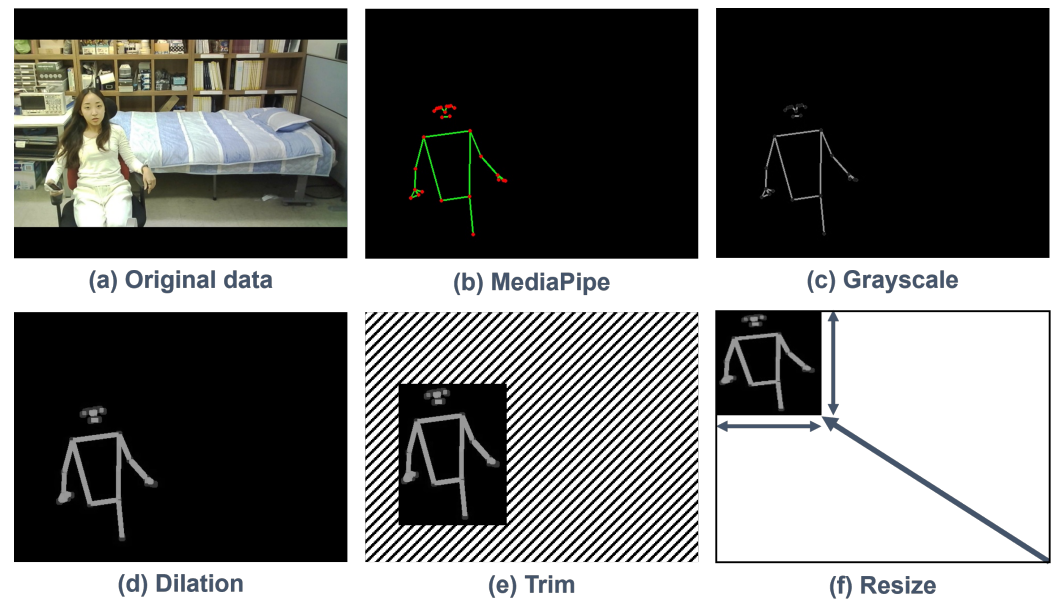 (a) Original data
(b) MediaPipe
(c) Grayscale
(d) Dilation
(e) Trim
(f) Resize